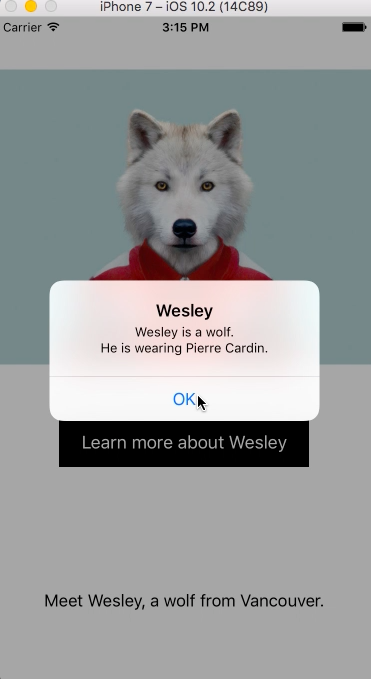 iPhone 7 – iOS 10.2 (14C89)
Carrier 3:15 PM
Wesley
Wesley is a wolf.
He is wearing Pierre Cardin.
OK
Learn more about Wesley
Meet Wesley, a wolf from Vancouver.